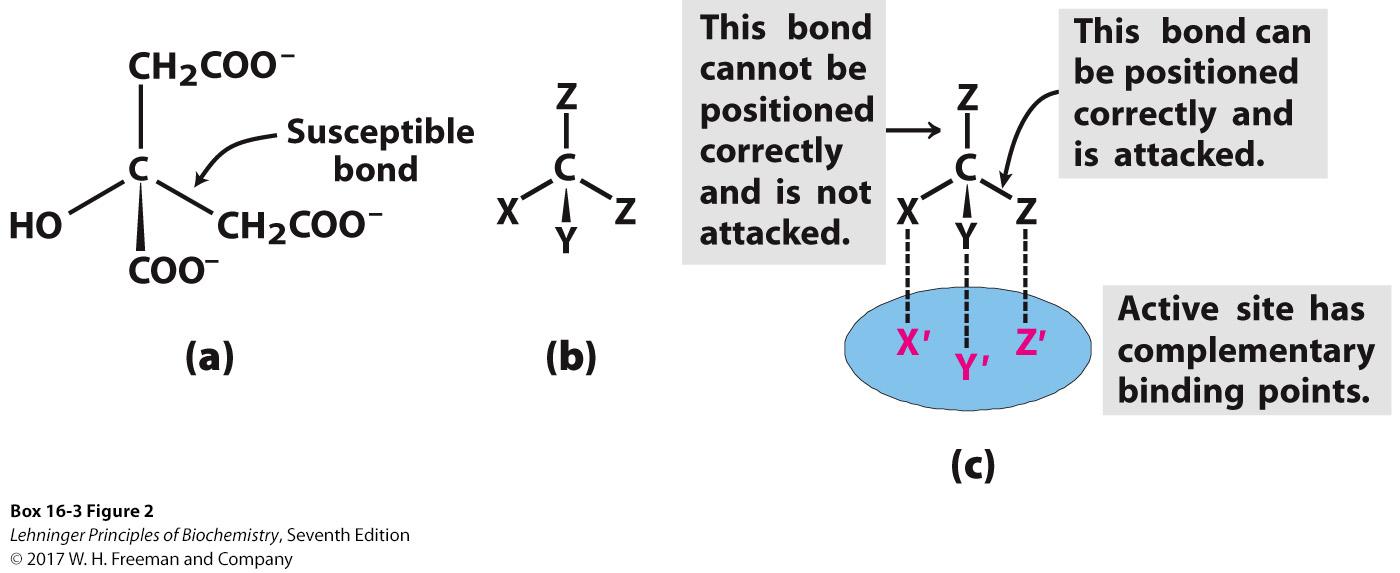 CH₂COO⁻
C
Susceptible
bond
HO
CH₂COO⁻
COO⁻
(a)
Z
C
X
Z
Y
(b)
This bond
cannot be
positioned
correctly
and is not
attacked.
Z
C
X
Z
Y
This bond can
be positioned
correctly and
is attacked.
X′
Z′
Y′
Active site has
complementary
binding points.
(c)
Box 16-3 Figure 2
Lehninger Principles of Biochemistry, Seventh Edition
© 2017 W. H. Freeman and Company